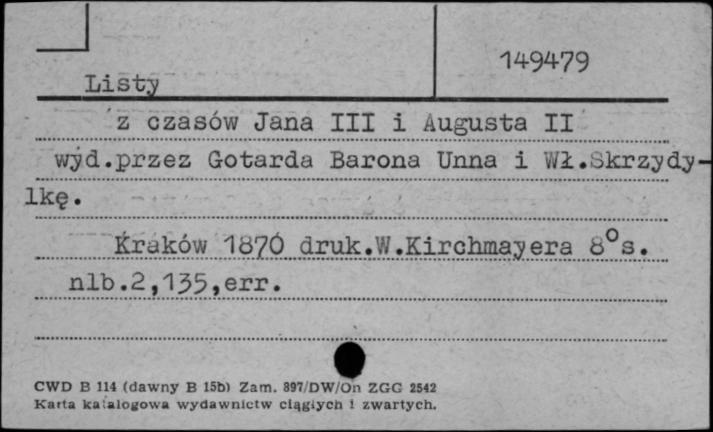 149479
Listy
z czasów Jana III i Augusta II
wyd.przez Gotarda Barona Unna i Wł.Skrzydy-
lkę.
Kraków 1870 druk.W.Kirchmayera 8°s.
nlb.2,135,err.
CWD B 114 (dawny B 15b) Zam. 897/DW/On ZGG 2542
Karta katalogowa wydawnictw ciągłych i zwartych.